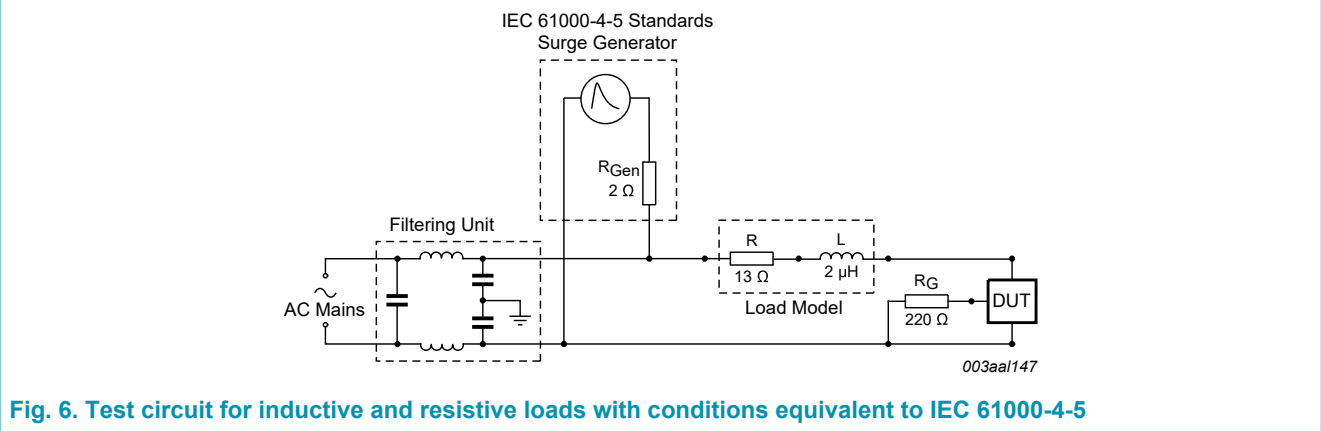 IEC 61000-4-5 Standards
Surge Generator
RGen
2 Ω
Filtering Unit
R
L
13 Ω
2 μH
RG
AC Mains
Load Model
220 Ω
DUT
003aal147
Fig. 6. Test circuit for inductive and resistive loads with conditions equivalent to IEC 61000-4-5